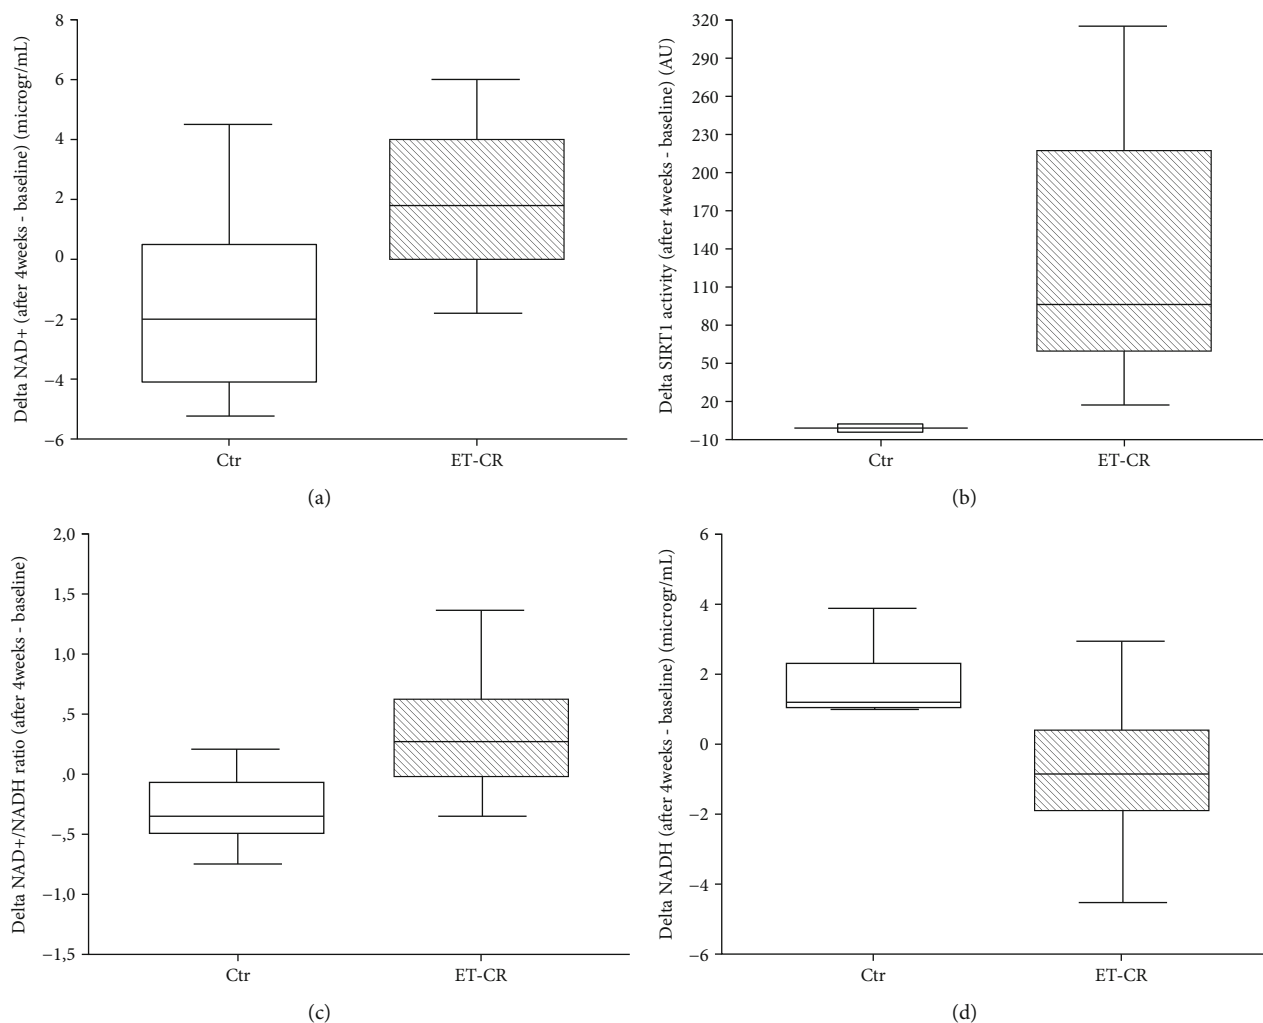 Delta NAD+ (after 4weeks - baseline) (microgr/mL)
8
6
4
2
0
−2
−4
−6
Ctr
ET-CR
(a)
Delta SIRT1 activity (after 4weeks - baseline) (AU)
320
290
260
230
200
170
140
110
80
50
20
−10
Ctr
ET-CR
(b)
Delta NAD+/NADH ratio (after 4weeks - baseline)
2,0
1,5
1,0
,5
,0
−,5
−1,0
−1,5
Ctr
ET-CR
(c)
Delta NADH (after 4weeks - baseline) (microgr/mL)
6
4
2
0
−2
−4
−6
Ctr
ET-CR
(d)